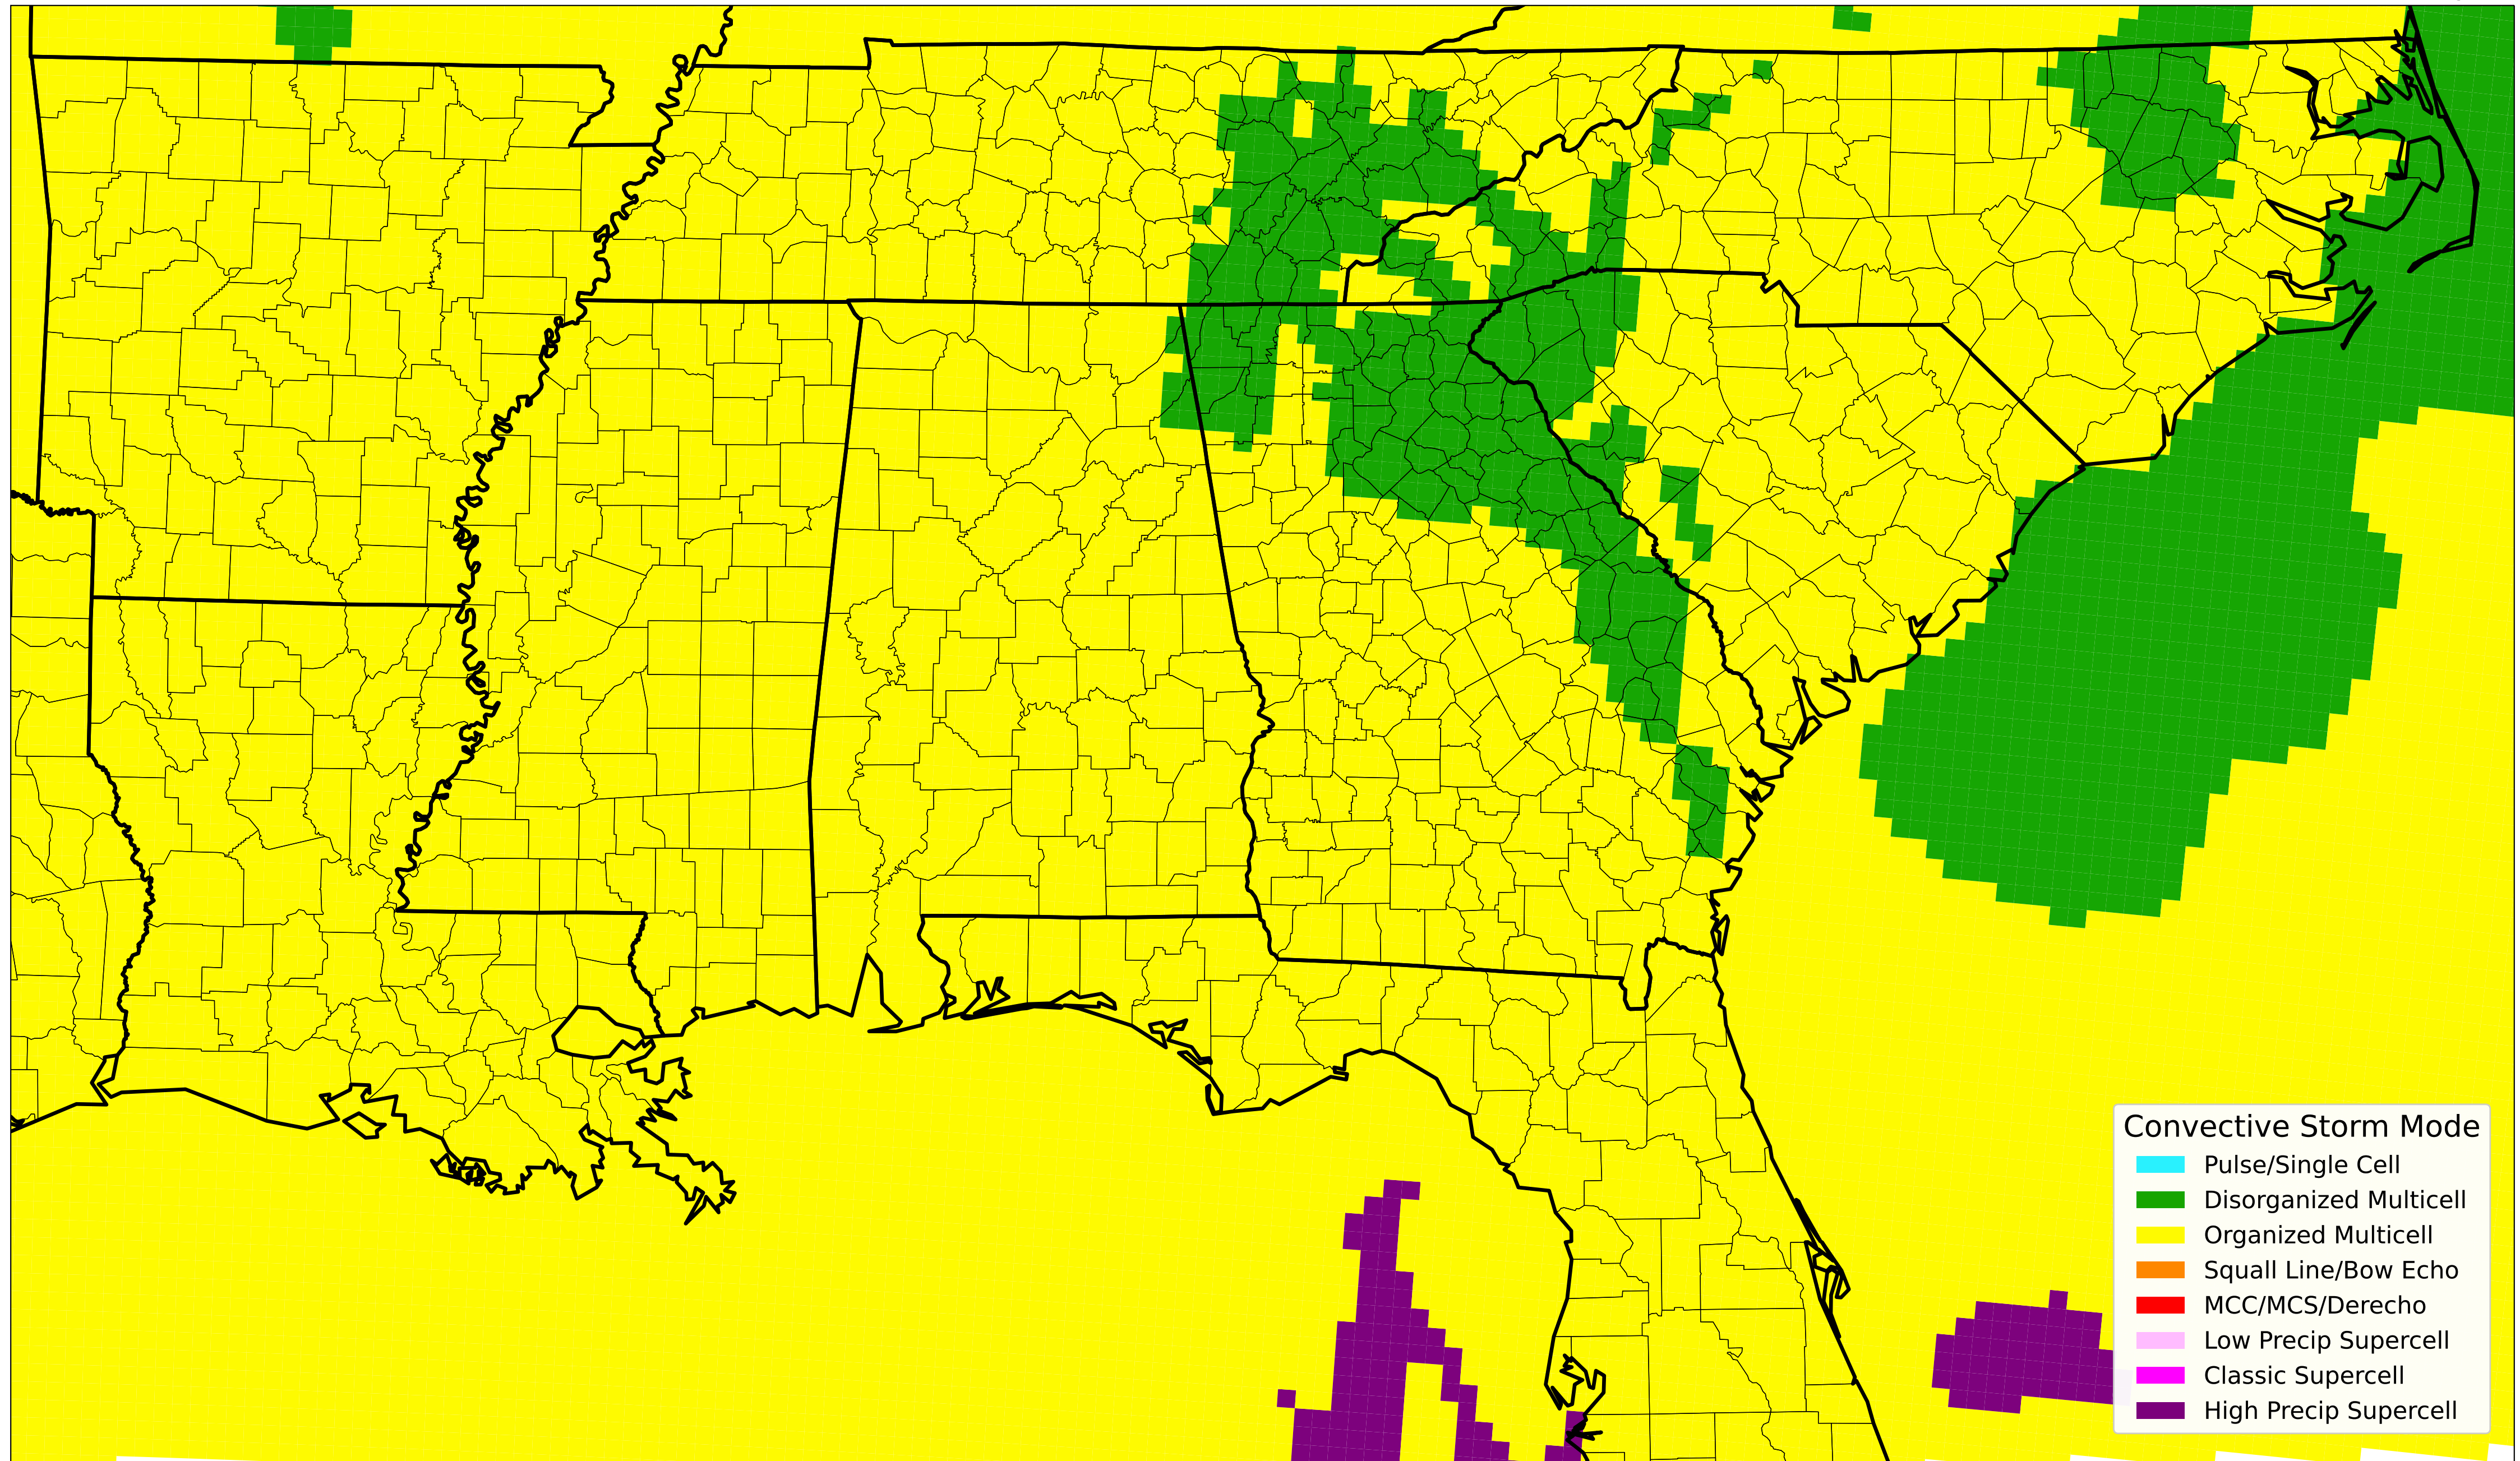 Convective Storm Mode
Pulse/Single Cell
Disorganized Multicell
Organized Multicell
Squall Line/Bow Echo
MCC/MCS/Derecho
Low Precip Supercell
Classic Supercell
High Precip Supercell